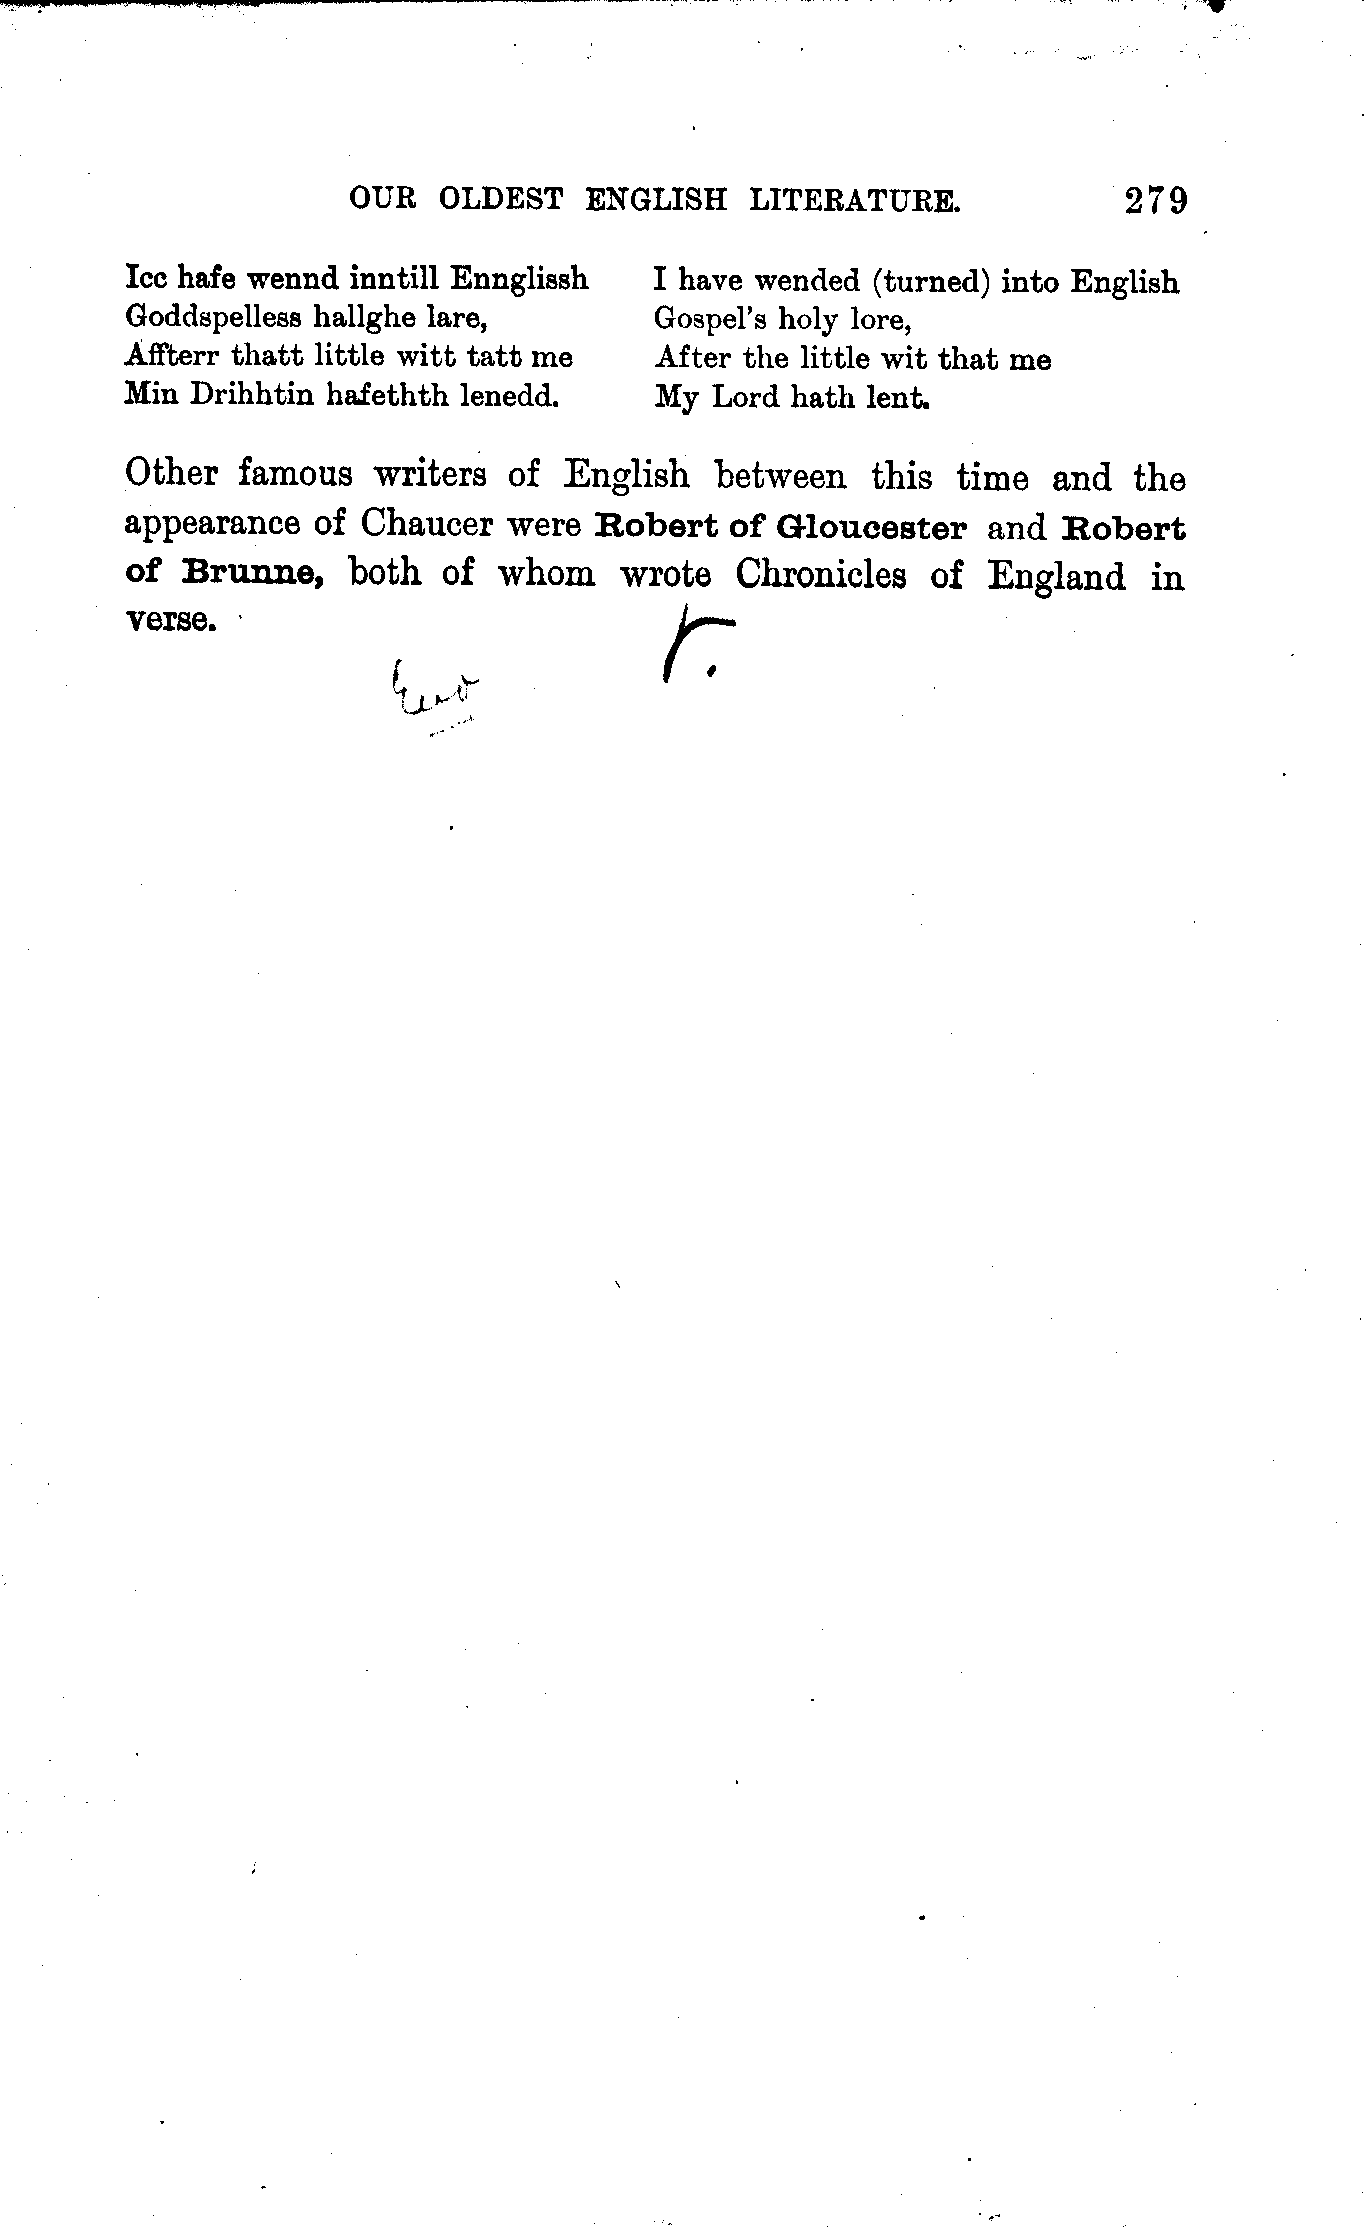 OUR OLDEST ENGLISH LITERATURE. 279
Icc hafe wennd inntill Ennglissh
Goddspelless hallghe lare,
Affterr thatt little witt tatt me
Min Drihhtin hafethth lenedd.
I have wended (turned) into English
Gospel's holy lore,
After the little wit that me
My Lord hath lent.
Other famous writers of English between this time and the
appearance of Chaucer were Robert of Gloucester and Robert
of Brunne, both of whom wrote Chronicles of England in
verse.